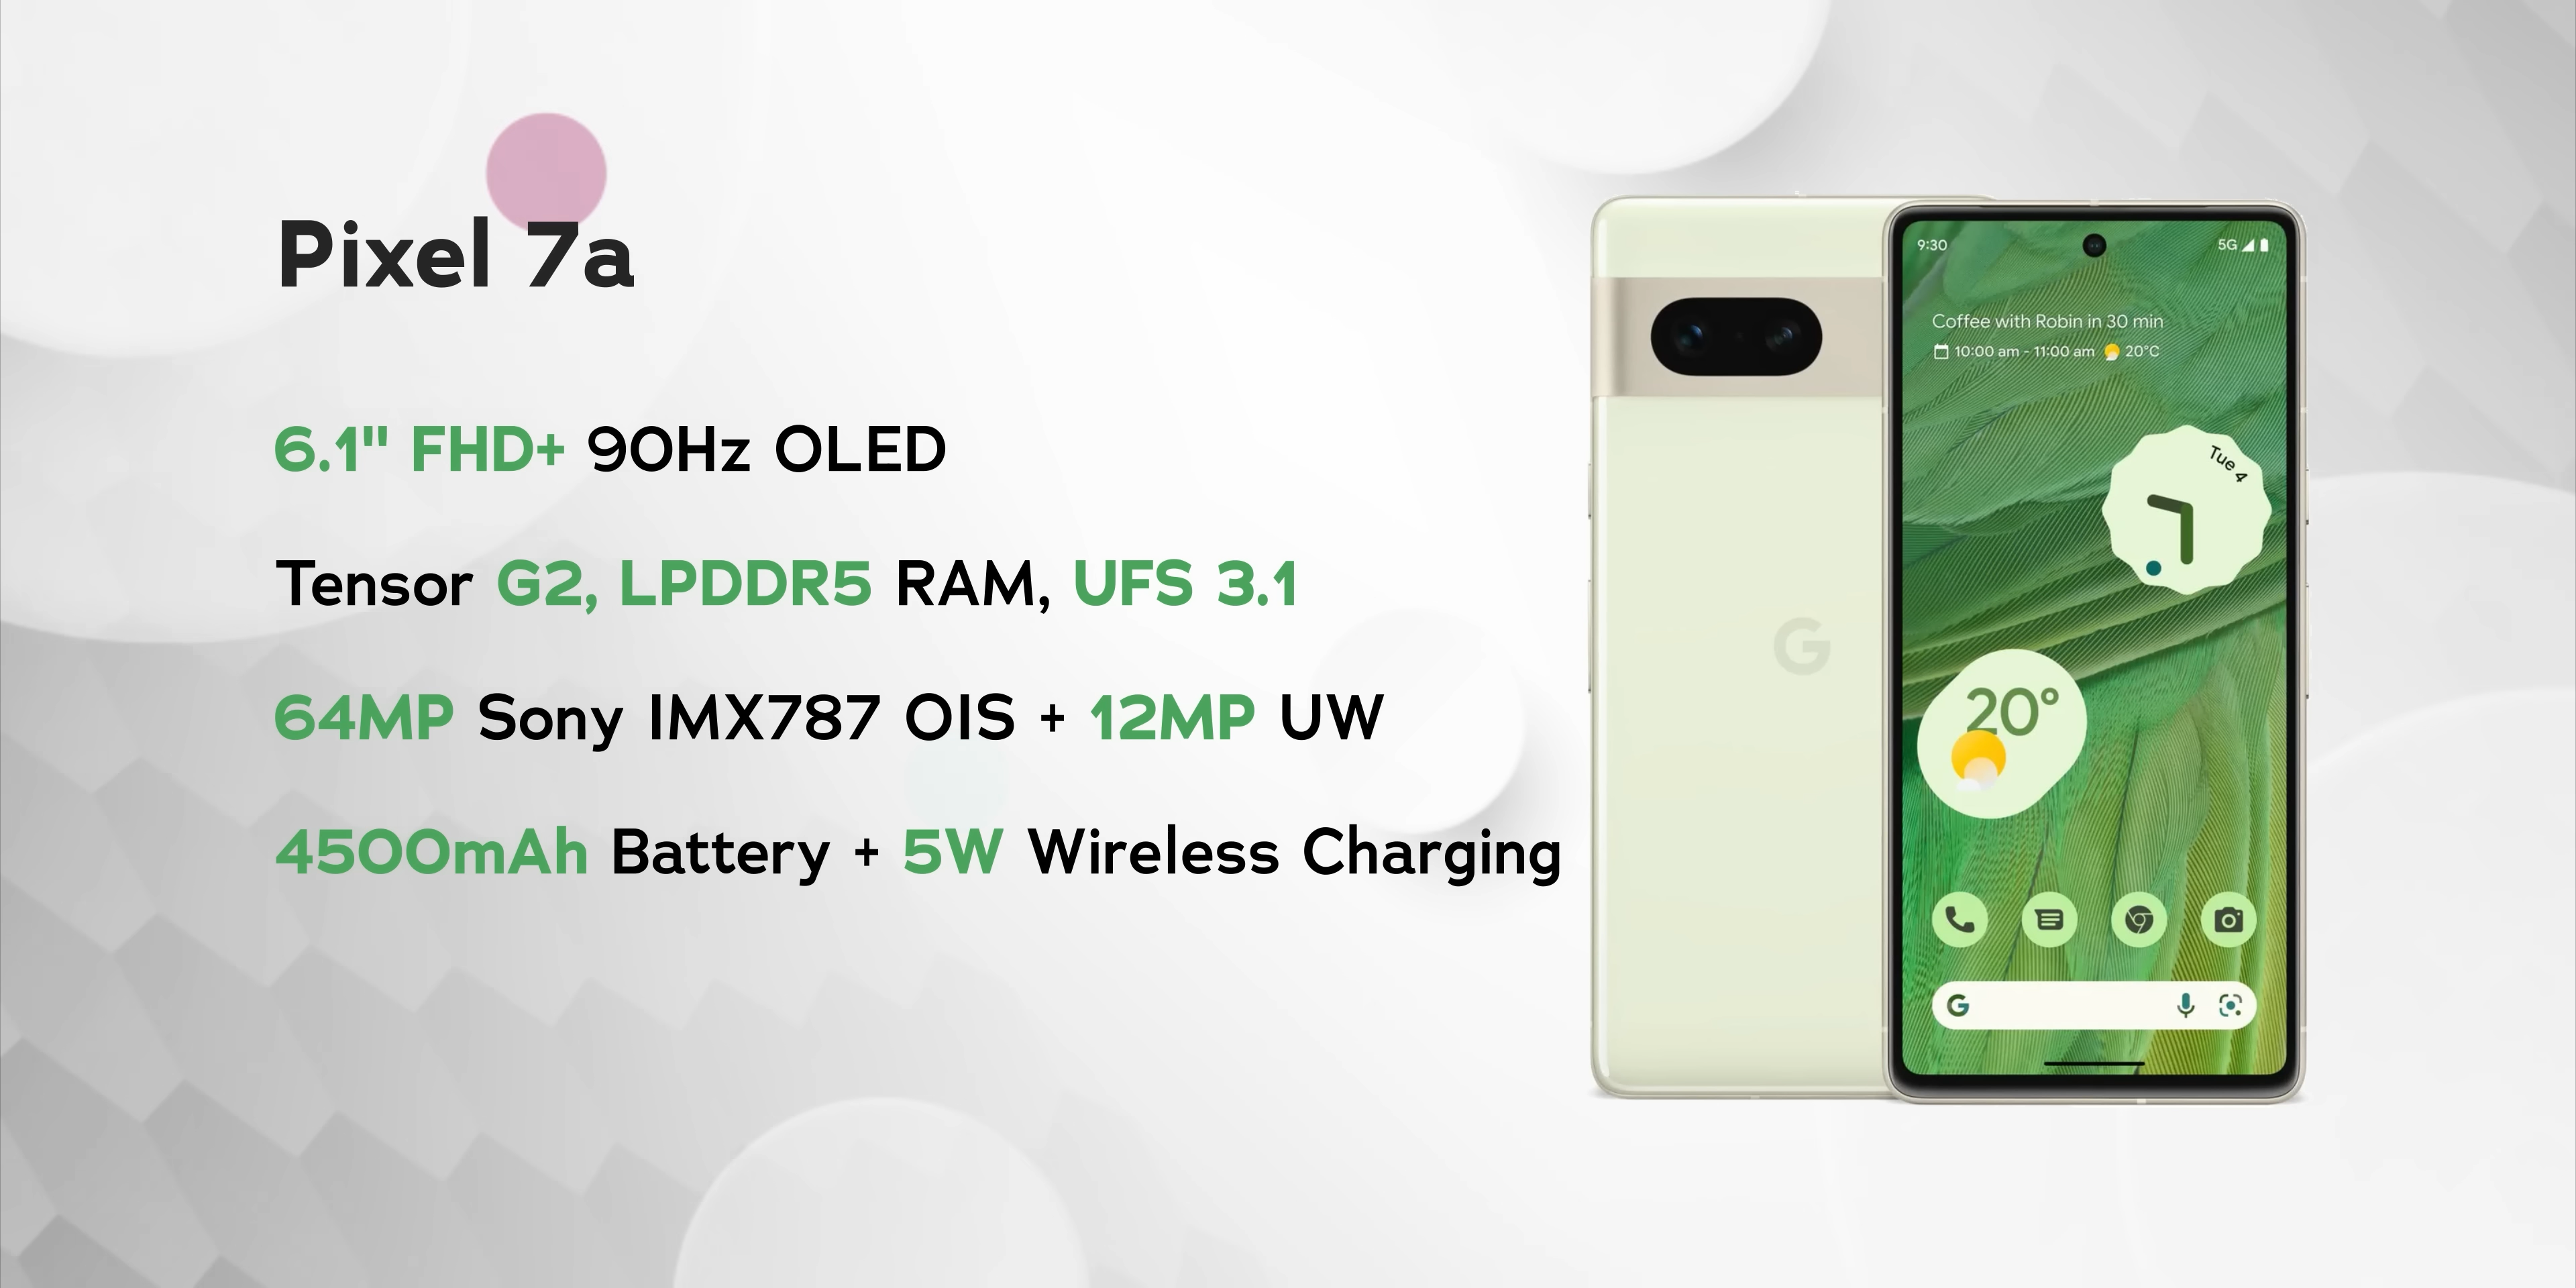 Pixel 7a
6.1" FHD+ 90Hz OLED
Tensor G2, LPDDR5 RAM, UFS 3.1
64MP Sony IMX787 OIS + 12MP UW
4500mAh Battery + 5W Wireless Charging
G
9:30
5G
Coffee with Robin in 30 min
10:00 am - 11:00 am 20°C
Tue 4
20°
G